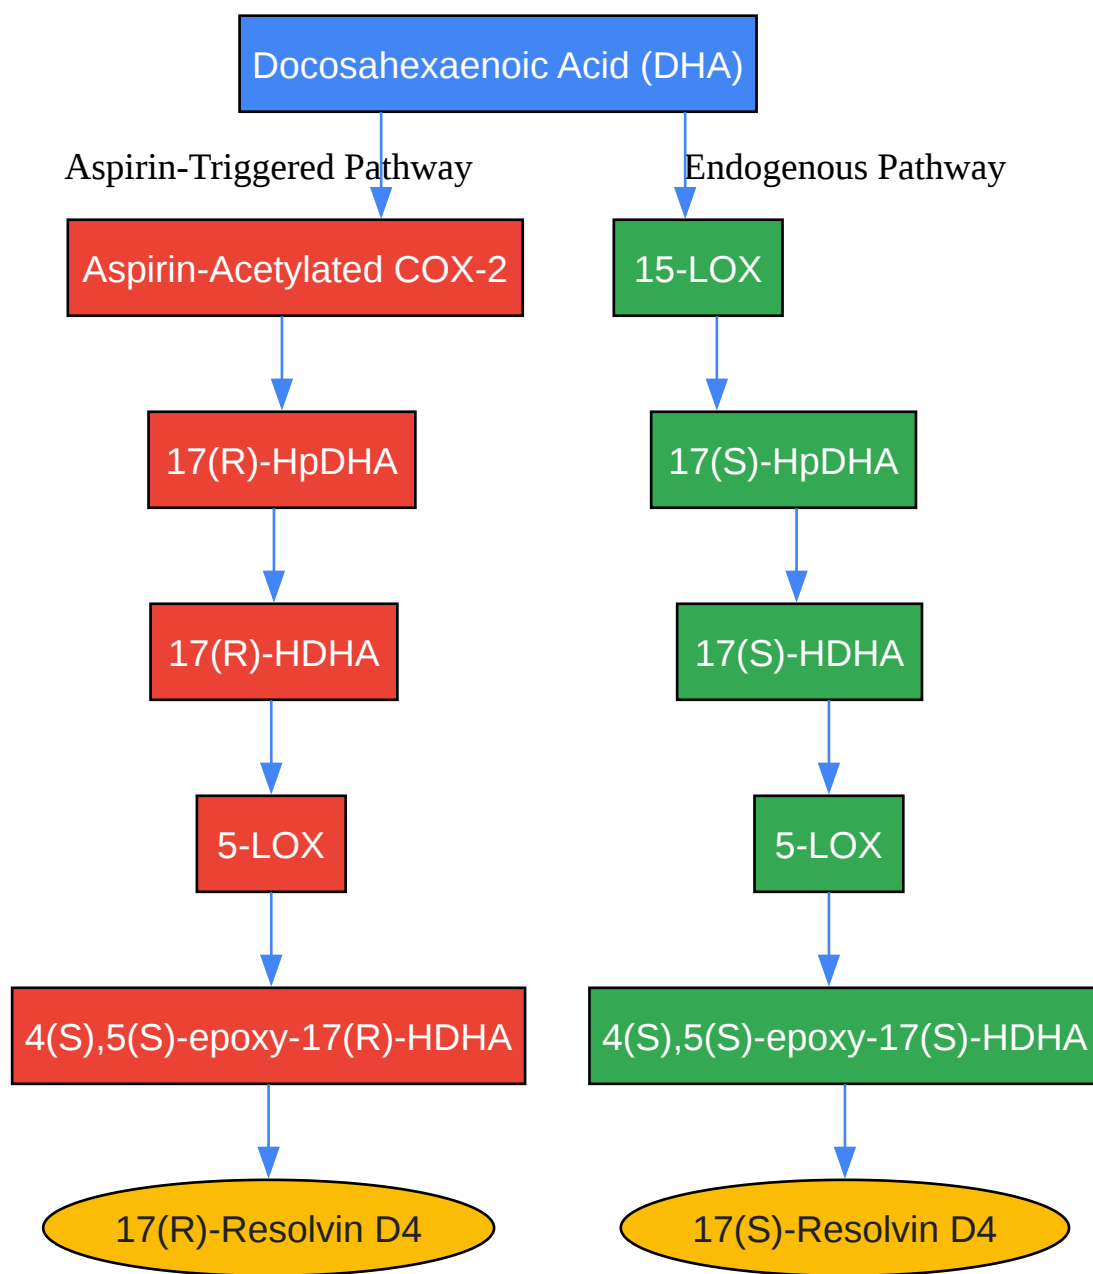 Docosahexaenoic Acid (DHA)
Aspirin-Triggered Pathway
Endogenous Pathway
Aspirin-Acetylated COX-2
15-LOX
17(R)-HpDHA
17(S)-HpDHA
17(R)-HDHA
17(S)-HDHA
5-LOX
5-LOX
4(S),5(S)-epoxy-17(R)-HDHA
4(S),5(S)-epoxy-17(S)-HDHA
17(R)-Resolvin D4
17(S)-Resolvin D4